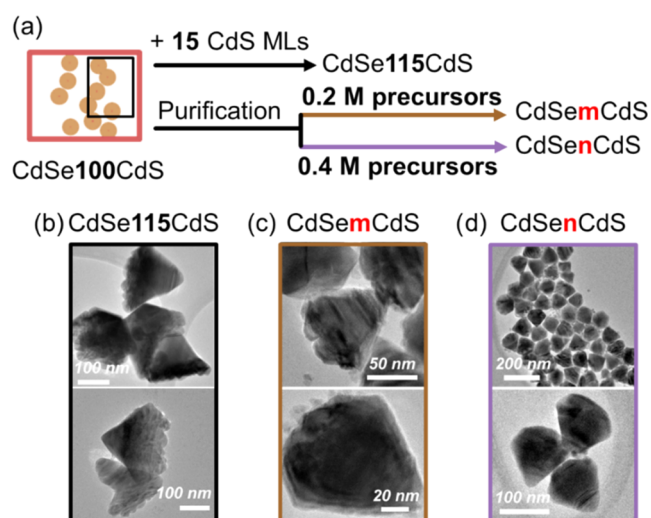 (a)
+ 15 CdS MLs
CdSe115CdS
Purification
0.2 M precursors
CdSemCdS
CdSenCdS
0.4 M precursors
CdSe100CdS
(b) CdSe115CdS
(c) CdSemCdS
(d) CdSenCdS
100 nm
50 nm
200 nm
100 nm
20 nm
100 nm